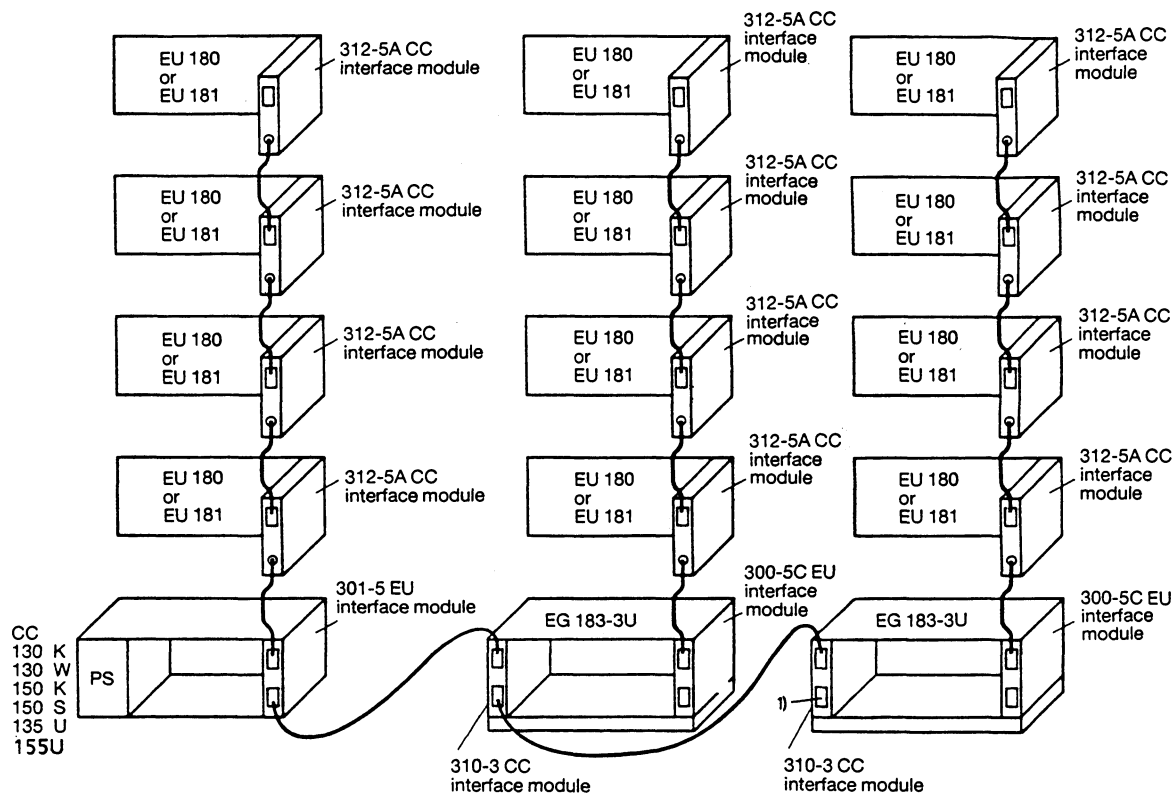 EU 180
or
EU 181
312-5A CC
interface module
EU 180
or
EU 181
312-5A CC
interface
module
EU 180
or
EU 181
312-5A CC
interface
module
EU 180
or
EU 181
312-5A CC
interface module
EU 180
or
EU 181
312-5A CC
interface
module
EU 180
or
EU 181
312-5A CC
interface
module
EU 180
or
EU 181
312-5A CC
interface module
EU 180
or
EU 181
312-5A CC
interface
module
EU 180
or
EU 181
312-5A CC
interface
module
EU 180
or
EU 181
312-5A CC
interface module
EU 180
or
EU 181
312-5A CC
interface
module
EU 180
or
EU 181
312-5A CC
interface
module
301-5 EU
interface module
300-5C EU
interface
module
300-5C EU
interface
module
EG 183-3U
EG 183-3U
CC
130 K
130 W
150 K
150 S
135 U
155U
PS
1)
310-3 CC
interface module
310-3 CC
interface module